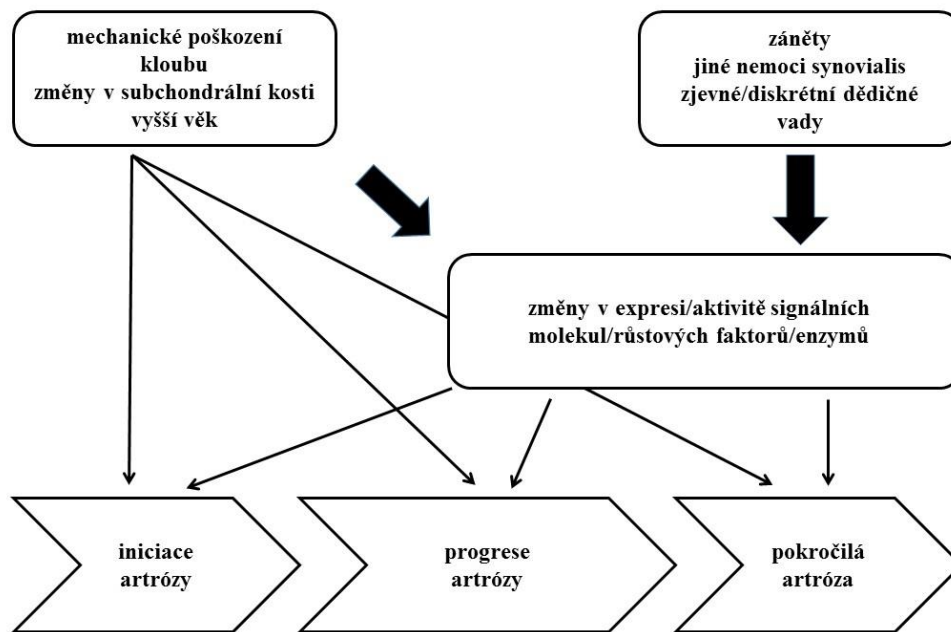 mechanické poškození
kloubu
změny v subchondrální kosti
vyšší věk
záněty
jiné nemoci synovialis
zjevné/diskrétní dědičné
vady
změny v expresi/aktivitě signálních
molekul/růstových faktorů/enzymů
iniciace
artrózy
progrese
artrózy
pokročilá
artróza